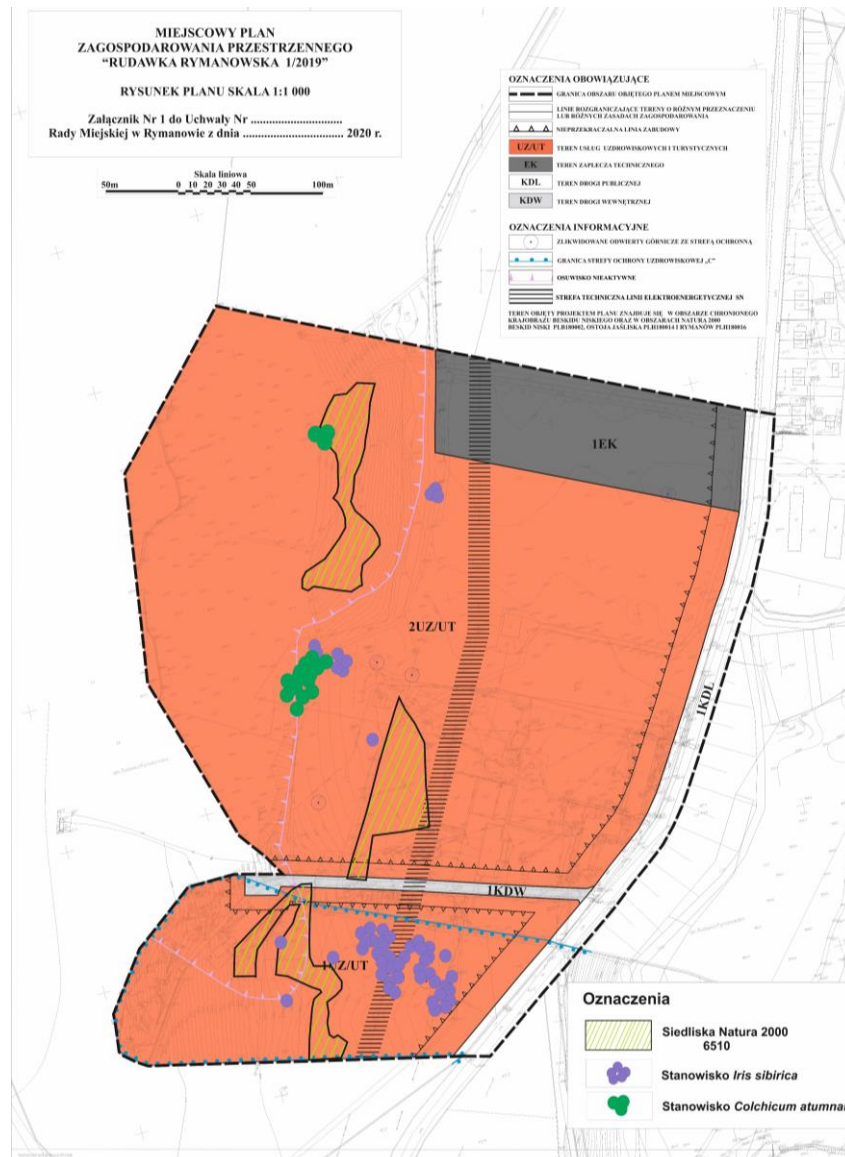 MIEJSCOWY PLAN
ZAGOSPODAROWANIA PRZESTRZENNEGO
“RUDAWKA RYMANOWSKA 1/2019”
RYSUNEK PLANU SKALA 1:1 000
Załącznik Nr 1 do Uchwały Nr ..............................
Rady Miejskiej w Rymanowie z dnia ................................. 2020 r.
Skala liniowa
50m 0 10 20 30 40 50 100m
OZNACZENIA OBOWIĄZUJĄCE
GRANICA OBSZARU OBJĘTEGO PLANEM MIEJSCOWYM
LINIE ROZGRANICZAJĄCE TERENY O RÓŻNYM PRZEZNACZENIU
LUB RÓŻNYCH ZASADACH ZAGOSPODAROWANIA
NIEPRZEKRACZALNA LINIA ZABUDOWY
UZ/UT TEREN USŁUG UZDROWISKOWYCH I TURYSTYCZNYCH
EK TEREN ZAPLECZA TECHNICZNEGO
KDL TEREN DROGI PUBLICZNEJ
KDW TEREN DROGI WEWNĘTRZNEJ
OZNACZENIA INFORMACYJNE
ZLIKWIDOWANE ODWIERTY GÓRNICZE ZE STREFĄ OCHRONNĄ
GRANICA STREFY OCHRONY UZDROWISKOWEJ „C”
OSUWISKO NIEAKTYWNE
STREFA TECHNICZNA LINII ELEKTROENERGETYCZNEJ SN
TEREN OBJĘTY PROJEKTEM PLANU ZNAJDUJE SIĘ W OBSZARZE CHRONIONEGO
KRAJOBRAZU BESKIDU NISKIEGO ORAZ W OBSZARACH NATURA 2000
BESKID NISKI PLB180002, OSTOJA JAŚLISKA PLH180014 I RYMANÓW PLH180016
1EK
2UZ/UT
1KDL
1KDW
1UZ/UT
Oznaczenia
Siedliska Natura 2000
6510
Stanowisko Iris sibirica
Stanowisko Colchicum atumnal